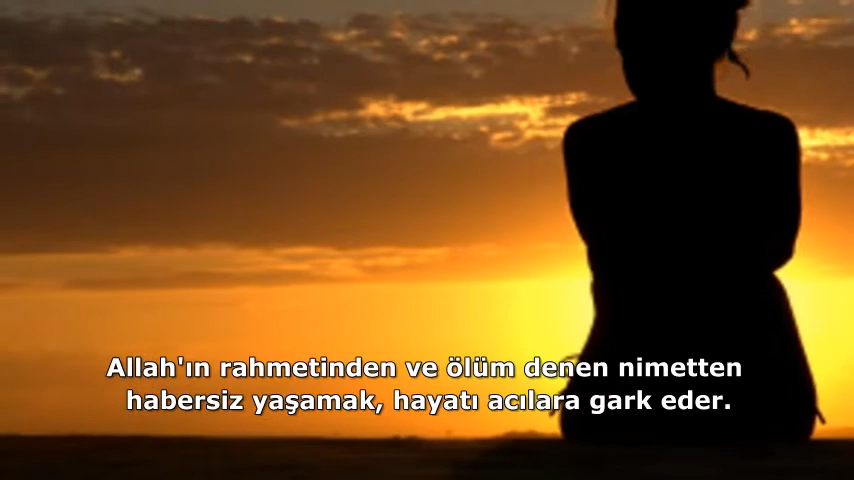 Allah'ın rahmetinden ve ölüm denen nimetten
habersiz yaşamak, hayatı acılara gark eder.